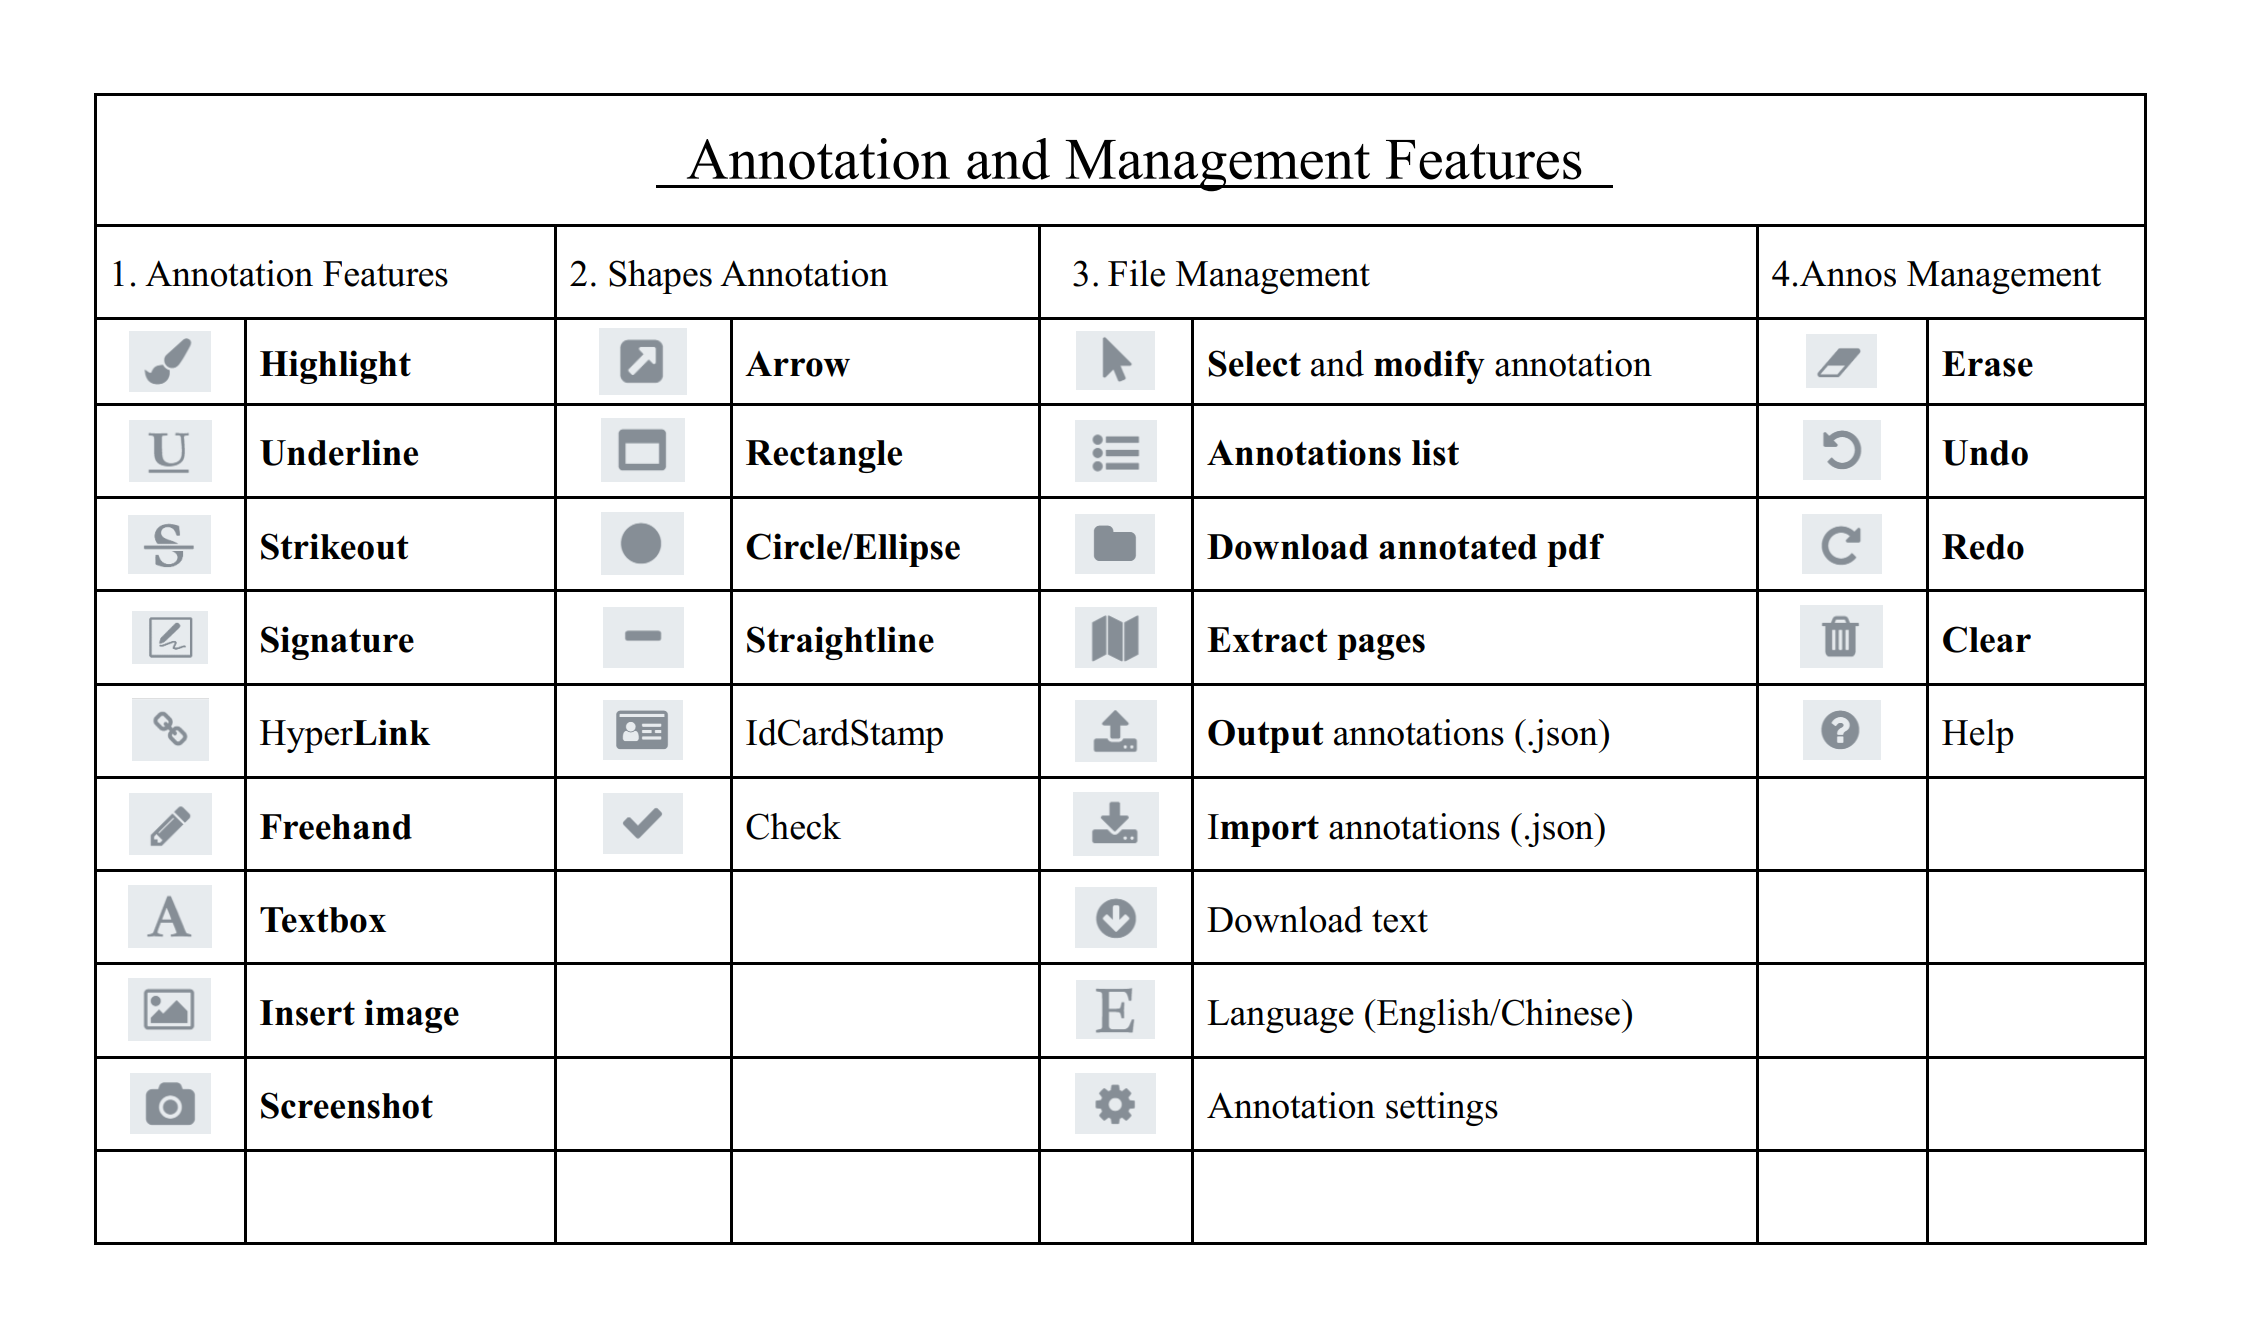 Annotation and Management Features
1. Annotation Features 2. Shapes Annotation 3. File Management 4.Annos Management
Highlight Arrow Select and modify annotation Erase
U Underline Rectangle Annotations list Undo
S Strikeout Circle/Ellipse Download annotated pdf Redo
Signature Straightline Extract pages Clear
HyperLink IdCardStamp Output annotations (.json) ? Help
Freehand Check Import annotations (.json)
A Textbox Download text
Insert image E Language (English/Chinese)
Screenshot Annotation settings